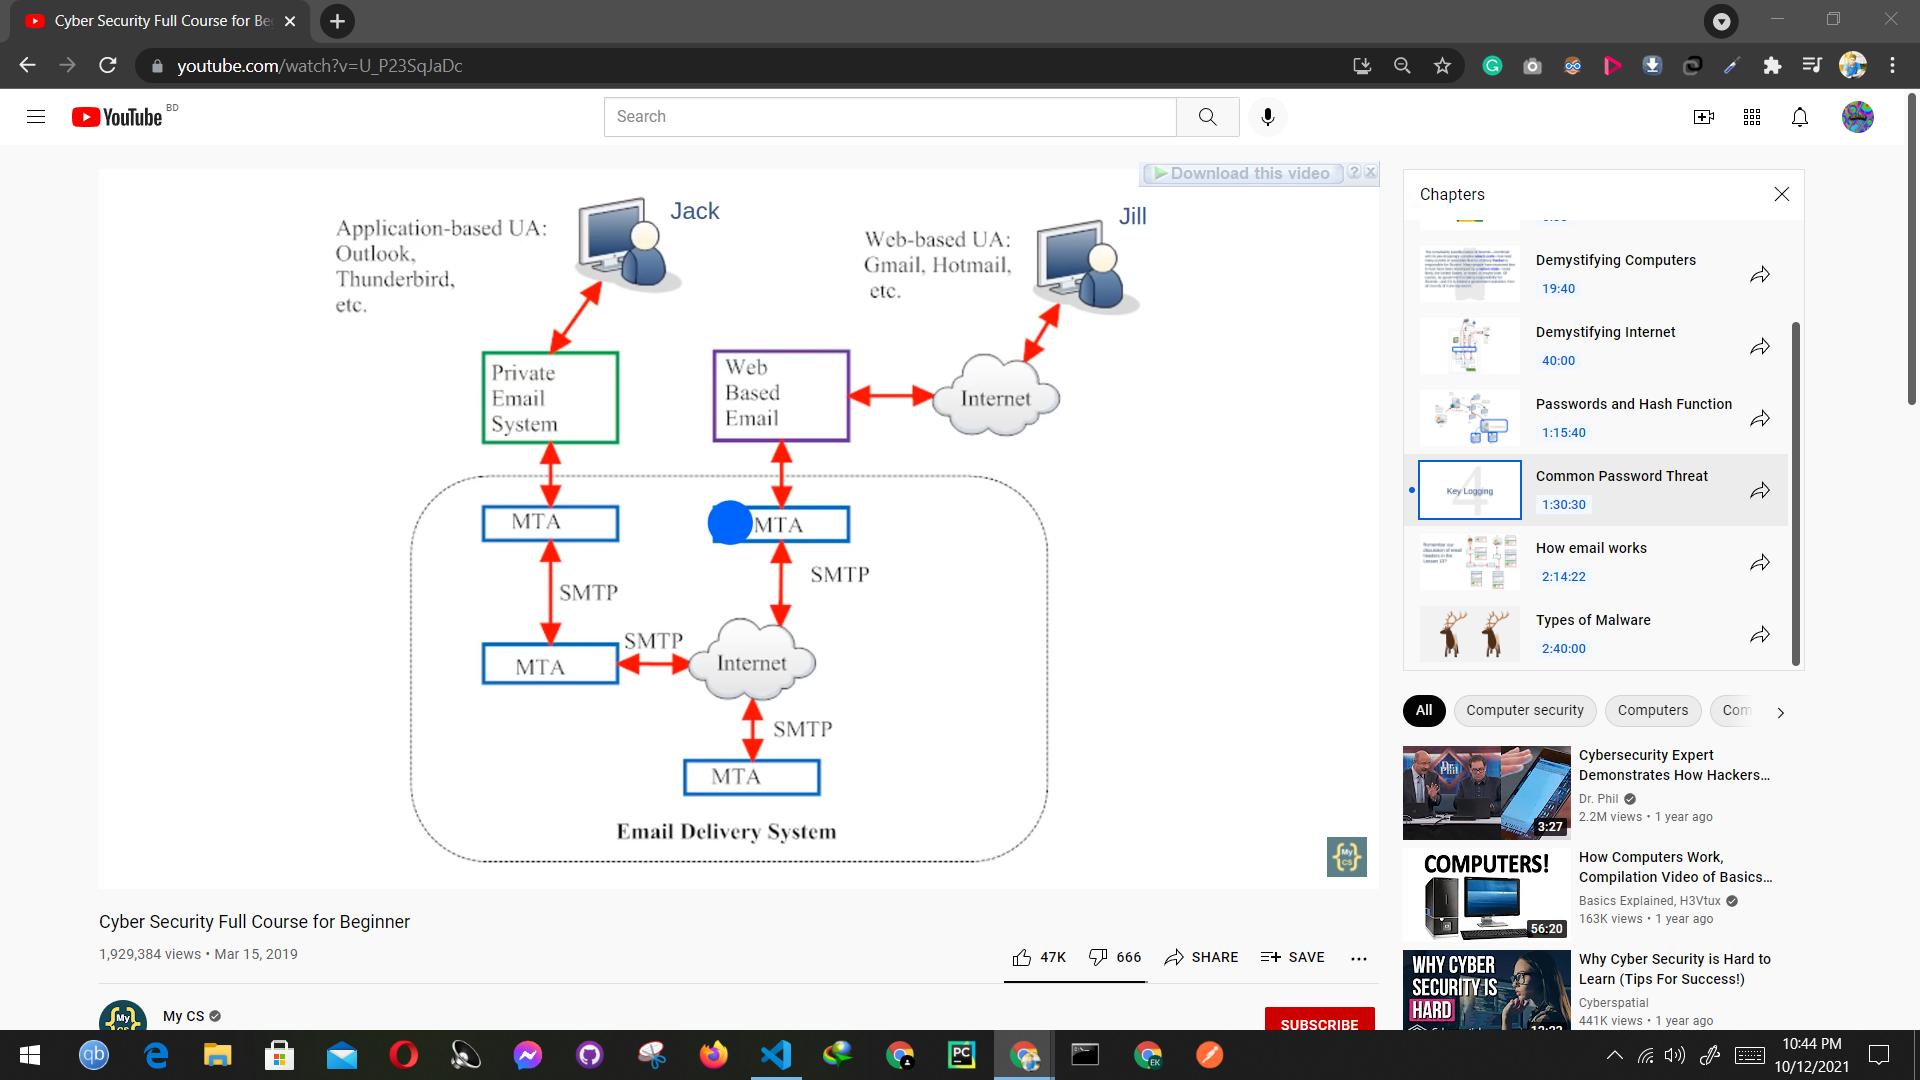 Cyber Security Full Course for Be
youtube.com/watch?v=U_P23SqJaDc
YouTube BD
Search
Download this video ? X
Application-based UA:
Outlook,
Thunderbird,
etc.
Jack
Web-based UA:
Gmail, Hotmail,
etc.
Jill
Private
Email
System
Web
Based
Email
Internet
MTA
MTA
SMTP
SMTP
MTA
SMTP
Internet
SMTP
MTA
Email Delivery System
My
CS
Cyber Security Full Course for Beginner
1,929,384 views • Mar 15, 2019
47K
666
SHARE
SAVE
My CS
SUBSCRIBE
Chapters
Demystifying Computers
19:40
Demystifying Internet
40:00
Passwords and Hash Function
1:15:40
4
Key Logging
Common Password Threat
1:30:30
How email works
2:14:22
Types of Malware
2:40:00
All
Computer security
Computers
Com
Dr. Phil
3:27
Cybersecurity Expert
Demonstrates How Hackers...
Dr. Phil
2.2M views • 1 year ago
COMPUTERS!
56:20
How Computers Work,
Compilation Video of Basics...
Basics Explained, H3Vtux
163K views • 1 year ago
WHY CYBER
SECURITY IS
HARD
Why Cyber Security is Hard to
Learn (Tips For Success!)
Cyberspatial
441K views • 1 year ago
qb
PC
EK
10:44 PM
10/12/2021